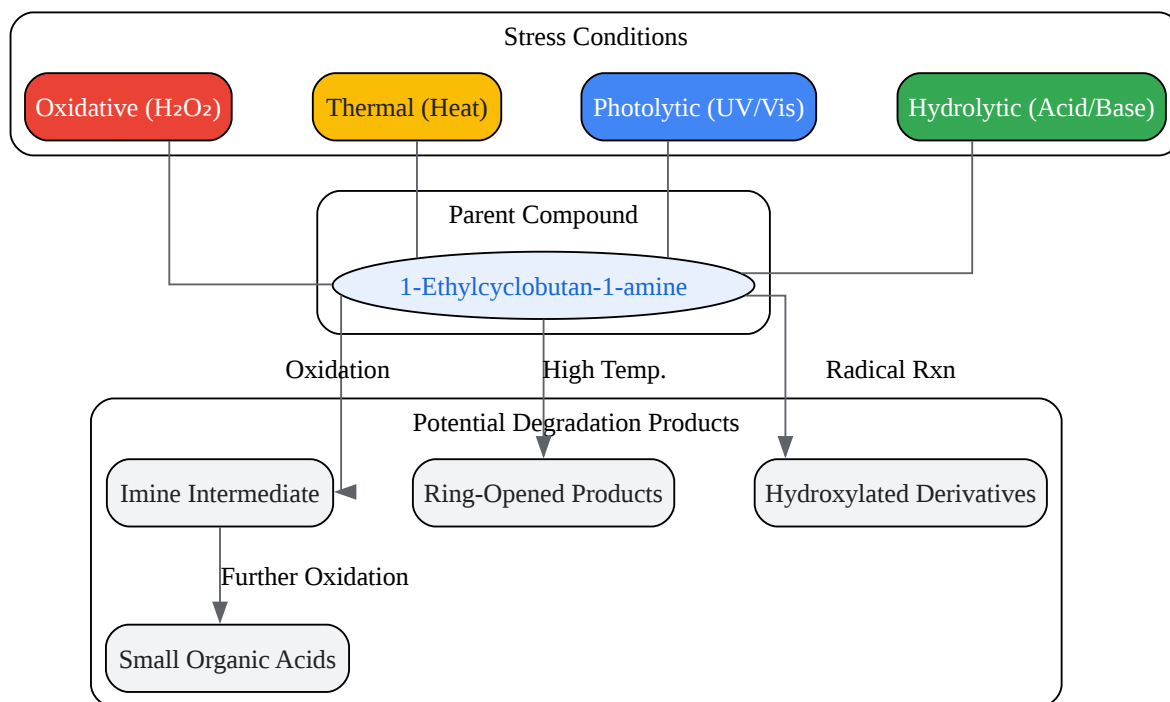 Stress Conditions
Oxidative (H₂O₂)
Thermal (Heat)
Photolytic (UV/Vis)
Hydrolytic (Acid/Base)
Parent Compound
1-Ethylcyclobutan-1-amine
Oxidation
High Temp.
Radical Rxn
Potential Degradation Products
Imine Intermediate
Ring-Opened Products
Hydroxylated Derivatives
Further Oxidation
Small Organic Acids